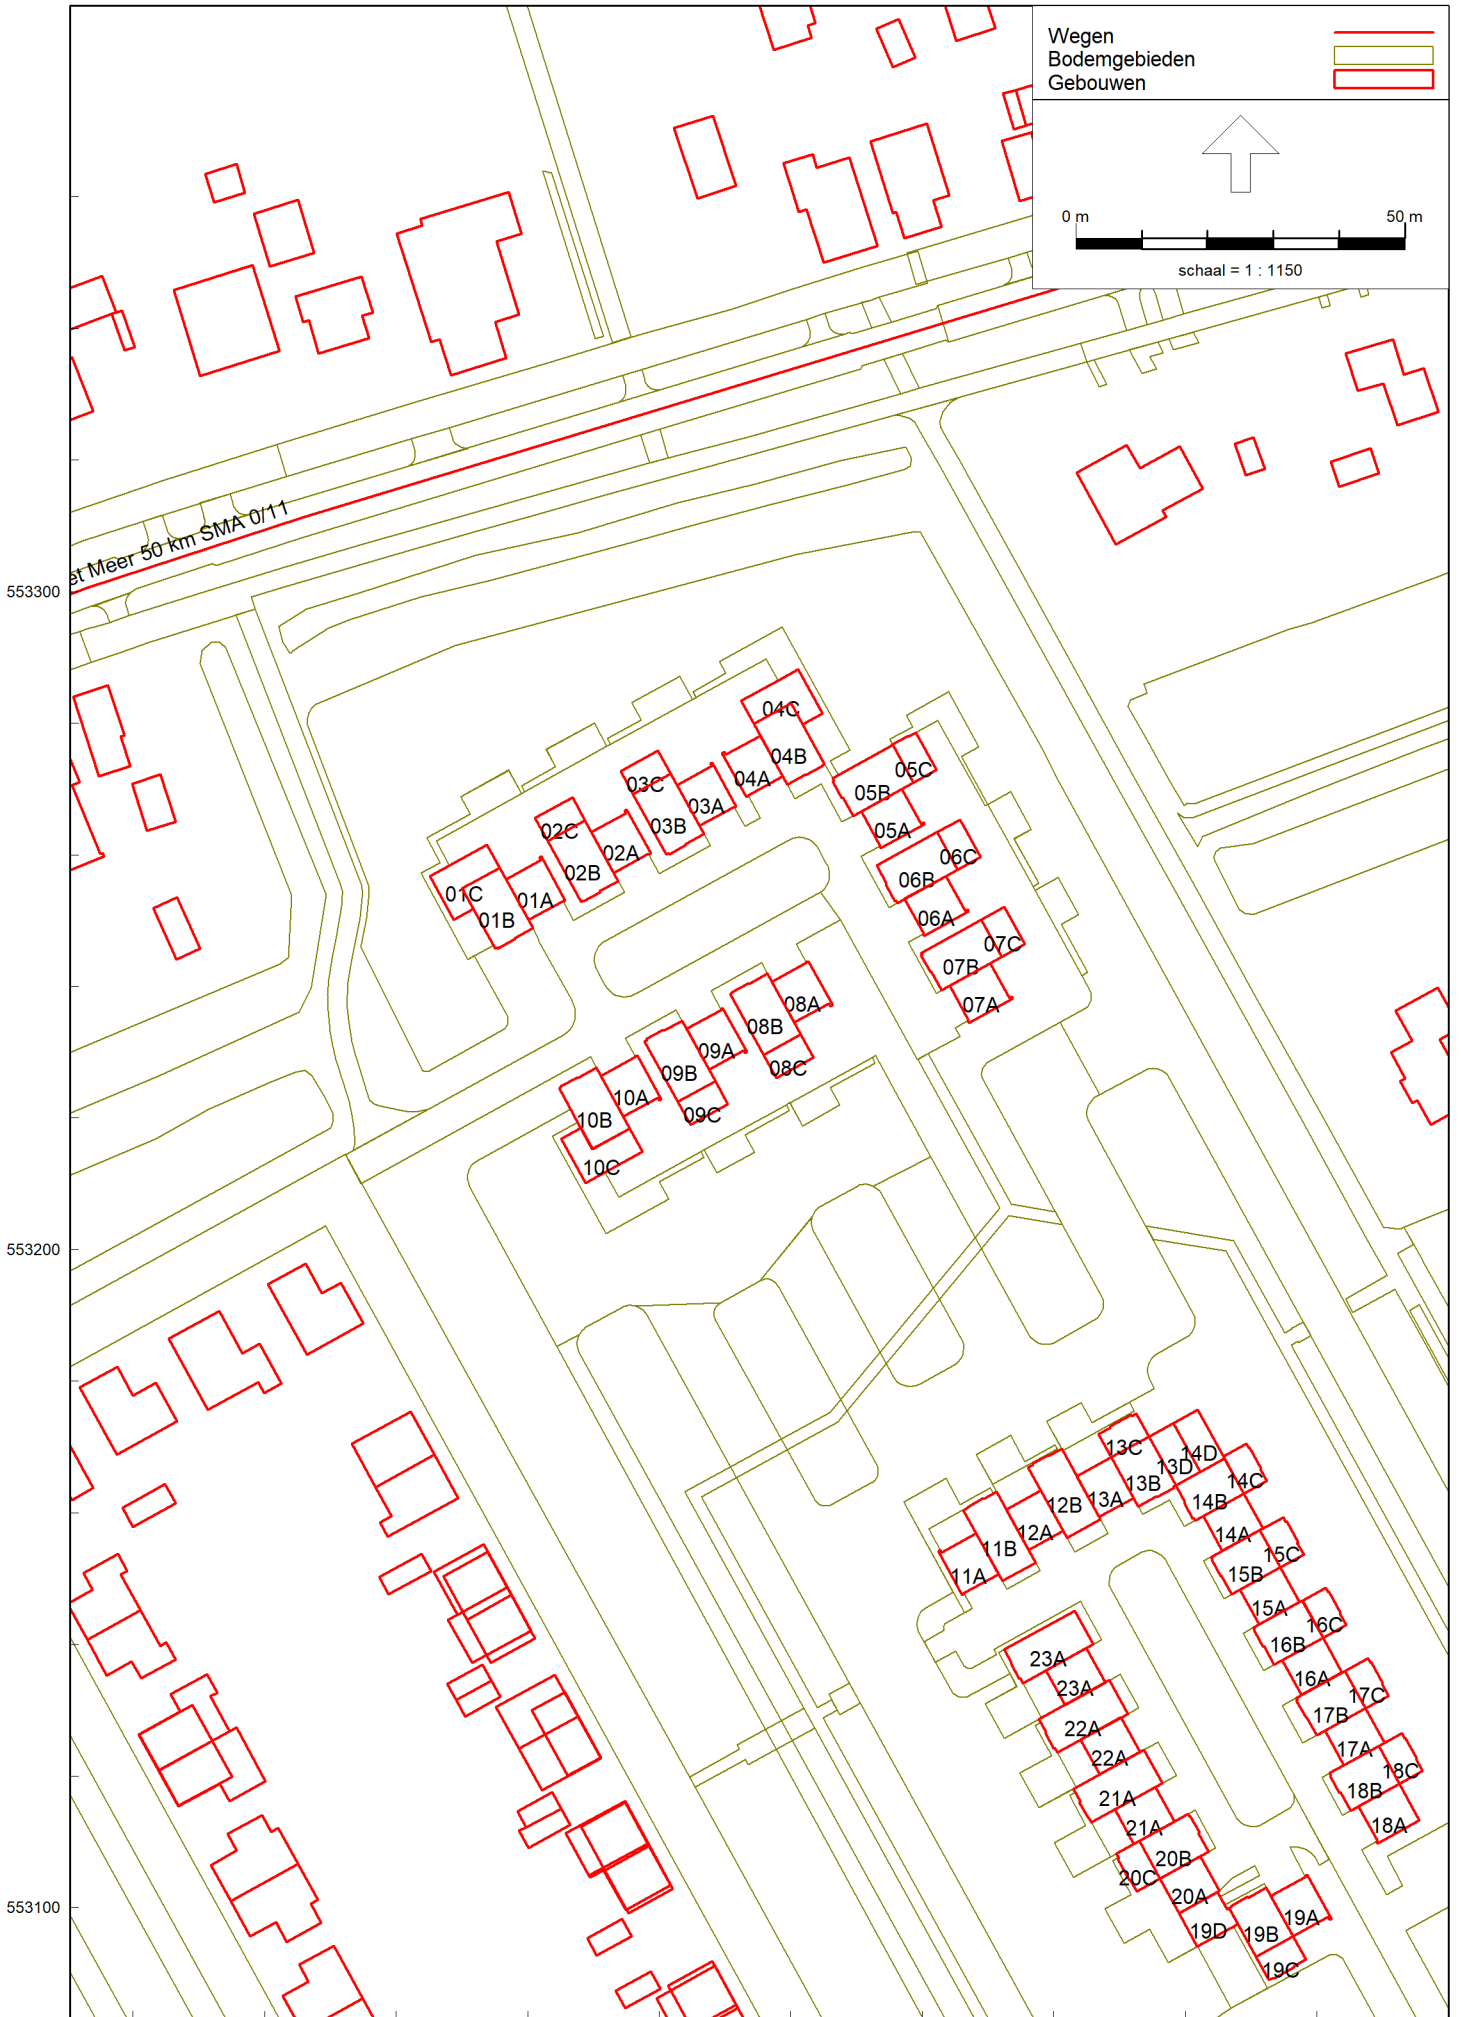 Wegen
Bodemgebieden
Gebouwen
0 m 50 m
schaal = 1 : 1150
et Meer 50 km SMA 0/11
553300
553200
553100
04C
04B
04A
03C
03A
03B
02C
02A
02B
01C
01A
01B
05C
05B
05A
06C
06B
06A
07C
07B
07A
08A
08B
08C
09A
09B
09C
10A
10B
10C
13C
14D
13D
14C
13B
13A
14B
12B
12A
14A
11B
11A
15C
15B
15A
16C
16B
16A
17C
17B
17A
18C
18B
18A
23A
23A
22A
22A
21A
21A
20B
20C
20A
19D
19B
19A
19C